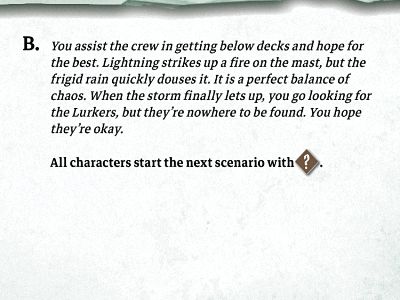 B. You assist the crew in getting below decks and hope for
the best. Lightning strikes up a fire on the mast, but the
frigid rain quickly douses it. It is a perfect balance of
chaos. When the storm finally lets up, you go looking for
the Lurkers, but they’re nowhere to be found. You hope
they’re okay.
All characters start the next scenario with ?.